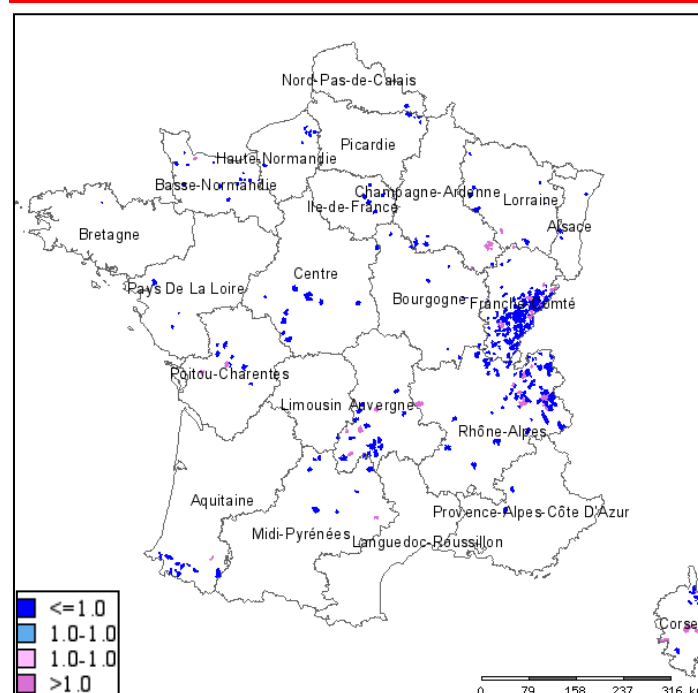 Nord-Pas-de-Calais
Picardie
Haute-Normandie
Basse-Normandie
Champagne-Ardenne
Ile-de-France
Lorraine
Alsace
Bretagne
Centre
Pays De La Loire
Bourgogne
Franche-Comté
Poitou-Charentes
Limousin
Auvergne
Rhône-Alpes
Aquitaine
Provence-Alpes-Côte D'Azur
Midi-Pyrénées
Languedoc-Roussillon
Corse
<=1.0
1.0-1.0
1.0-1.0
>1.0
0 79 158 237 316 k